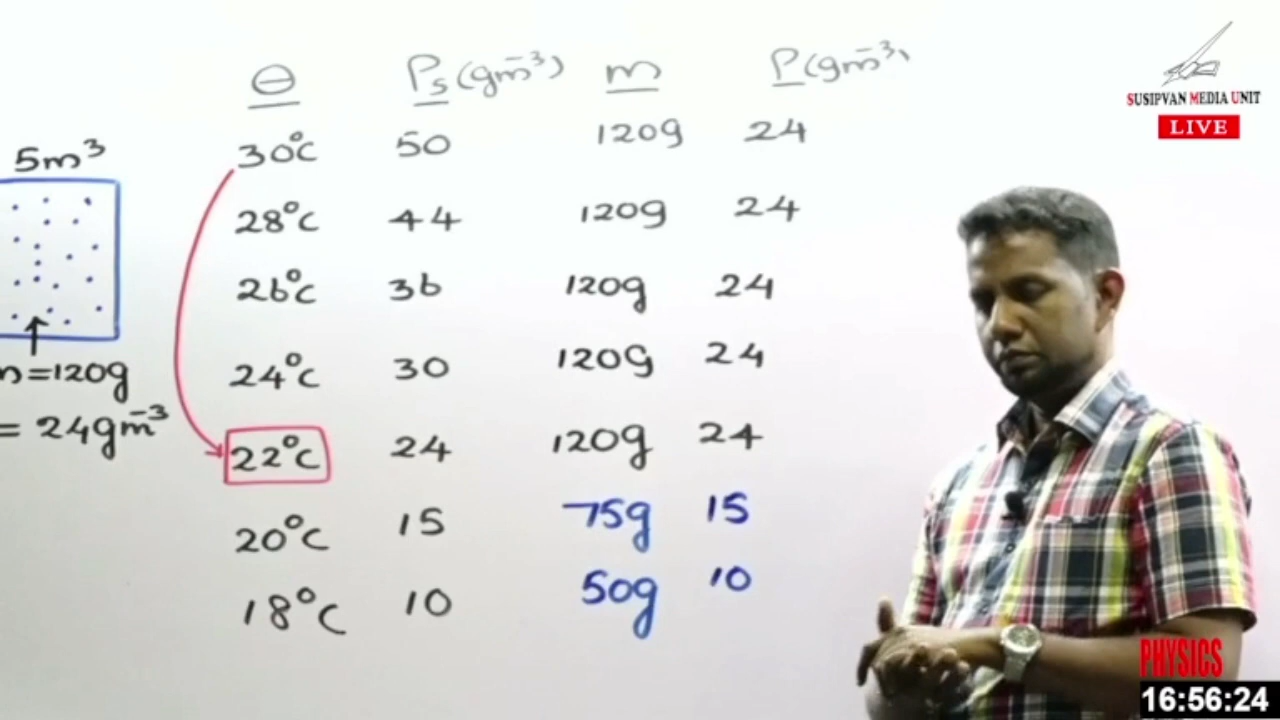 θ ρs (gm⁻³) m ρ (gm⁻³)
30°C 50 120g 24
28°C 44 120g 24
26°C 36 120g 24
24°C 30 120g 24
22°C 24 120g 24
20°C 15 75g 15
18°C 10 50g 10
5m³
m=120g
= 24gm⁻³
SUSIPVAN MEDIA UNIT
LIVE
PHYSICS
16:56:24